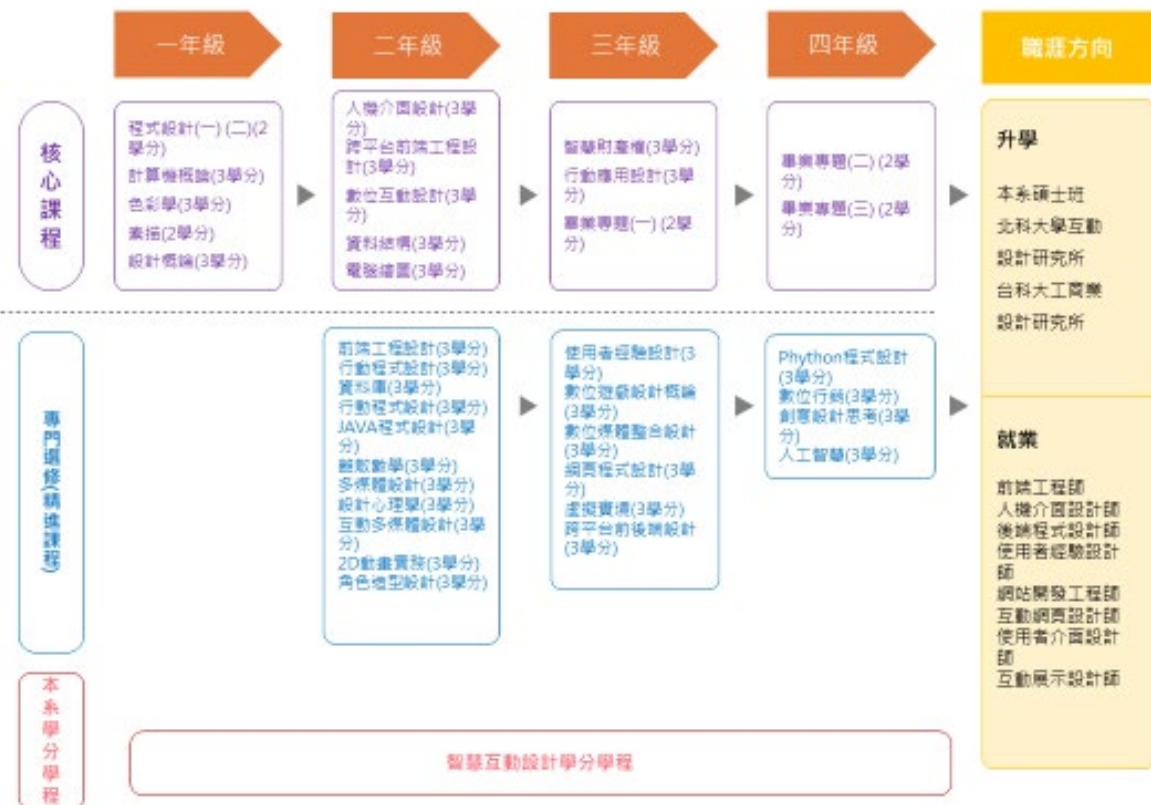 一年級
二年級
三年級
四年級
職涯方向
核心課程
程式設計(一) (二)(2
學分)
計算機概論(3學分)
色彩學(3學分)
素描(2學分)
設計概論(3學分)
人機介面設計(3學
分)
跨平台前端工程設
計(3學分)
數位互動設計(3學
分)
資料結構(3學分)
電腦繪圖(3學分)
智慧財產權(3學分)
行動應用設計(3學
分)
畢業專題(一) (2學
分)
畢業專題(二) (2學
分)
畢業專題(三) (2學
分)
升學
本系碩士班
北科大學互動
設計研究所
台科大工商業
設計研究所
專門選修(精進課程)
前端工程設計(3學分)
行動程式設計(3學分)
資料庫(3學分)
行動程式設計(3學分)
JAVA程式設計(3學
分)
離散數學(3學分)
多媒體設計(3學分)
設計心理學(3學分)
互動多媒體設計(3學
分)
2D動畫實務(3學分)
角色造型設計(3學分)
使用者經驗設計(3
學分)
數位遊戲設計概論
(3學分)
數位媒體整合設計
(3學分)
網頁程式設計(3學
分)
虛擬實境(3學分)
跨平台前後端設計
(3學分)
Phython程式設計
(3學分)
數位行銷(3學分)
創意設計思考(3學
分)
人工智慧(3學分)
就業
前端工程師
人機介面設計師
後端程式設計師
使用者經驗設計
師
網站開發工程師
互動網頁設計師
使用者介面設計
師
互動展示設計師
本系學分學程
智慧互動設計學分學程